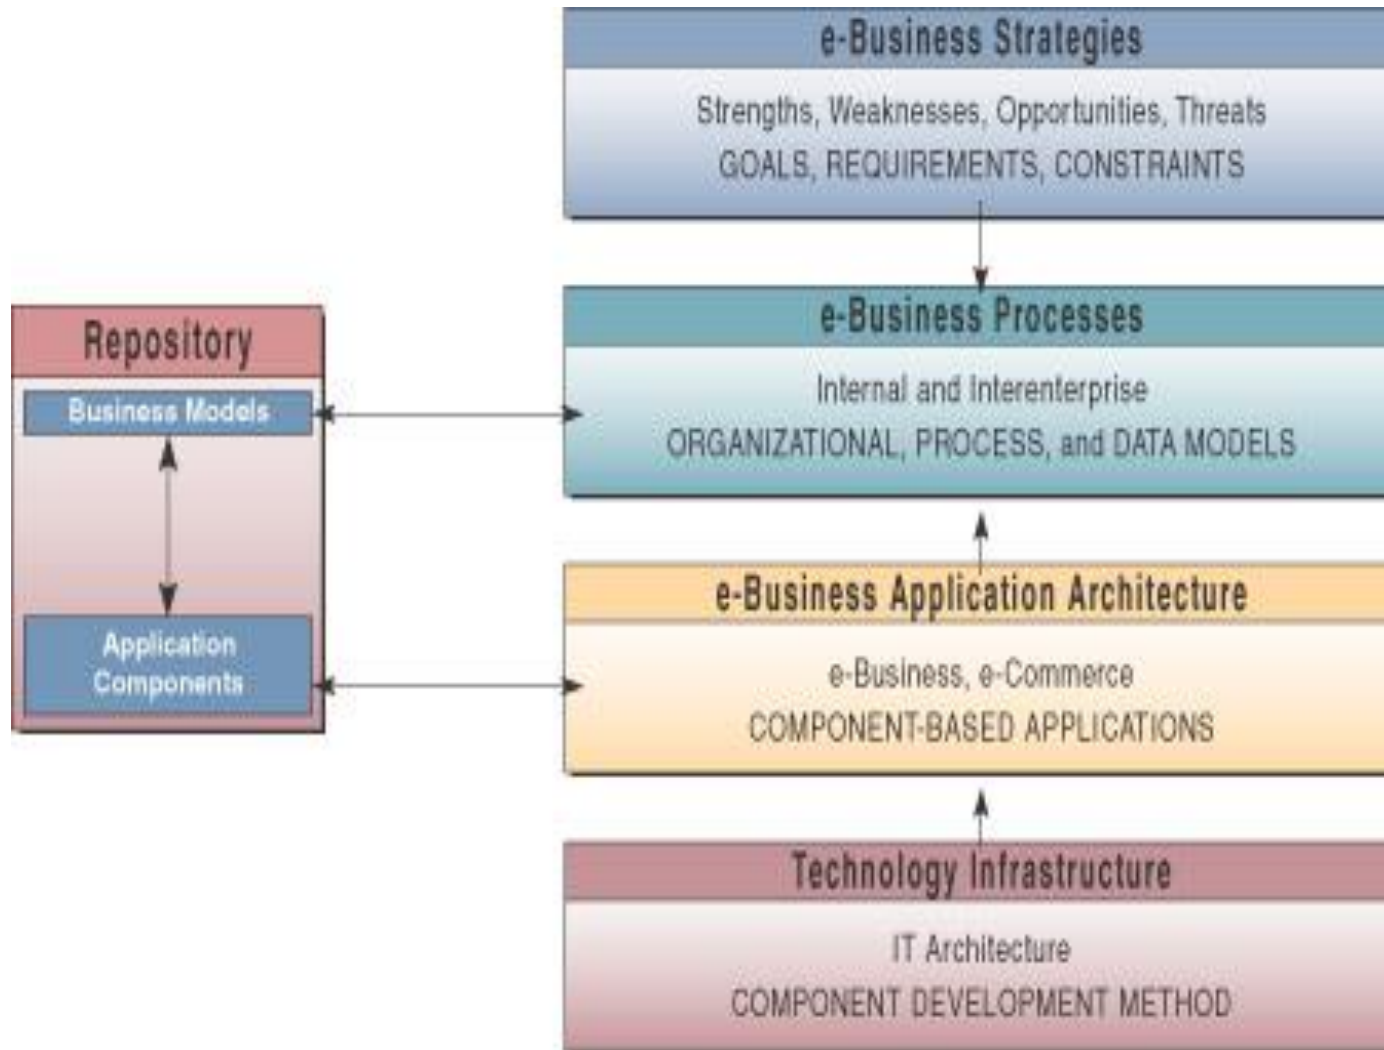 e-Business Strategies
Strengths, Weaknesses, Opportunities, Threats
GOALS, REQUIREMENTS, CONSTRAINTS
Repository
Business Models
Application
Components
e-Business Processes
Internal and Interenterprise
ORGANIZATIONAL, PROCESS, and DATA MODELS
e-Business Application Architecture
e-Business, e-Commerce
COMPONENT-BASED APPLICATIONS
Technology Infrastructure
IT Architecture
COMPONENT DEVELOPMENT METHOD